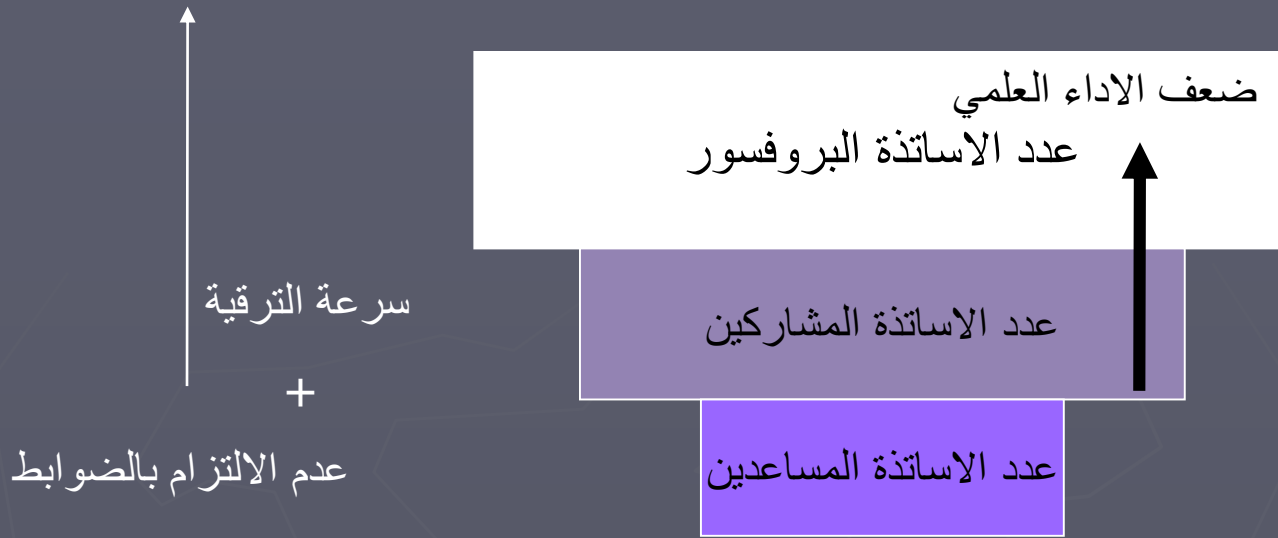 ضعف الاداء العلمي
عدد الاساتذة البروفسور
سرعة الترقية
عدد الاساتذة المشاركين
+
عدم الالتزام بالضوابط
عدد الاساتذة المساعدين